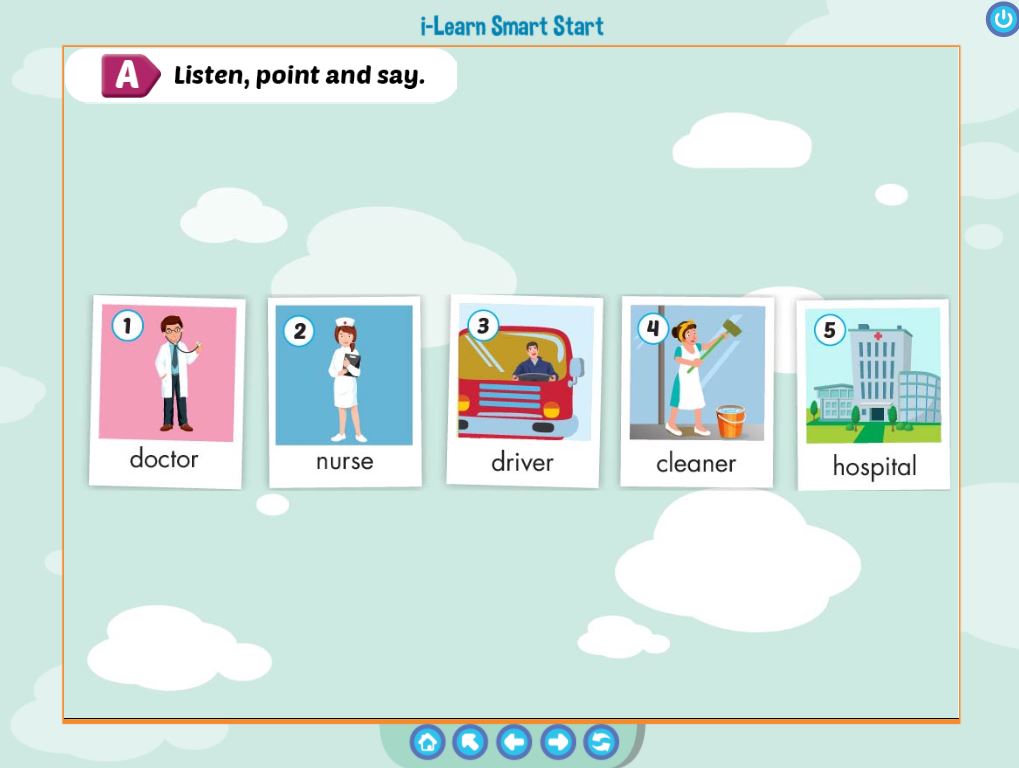 i-Learn Smart Start
A Listen, point and say.
1
doctor
2
nurse
3
driver
4
cleaner
5
hospital